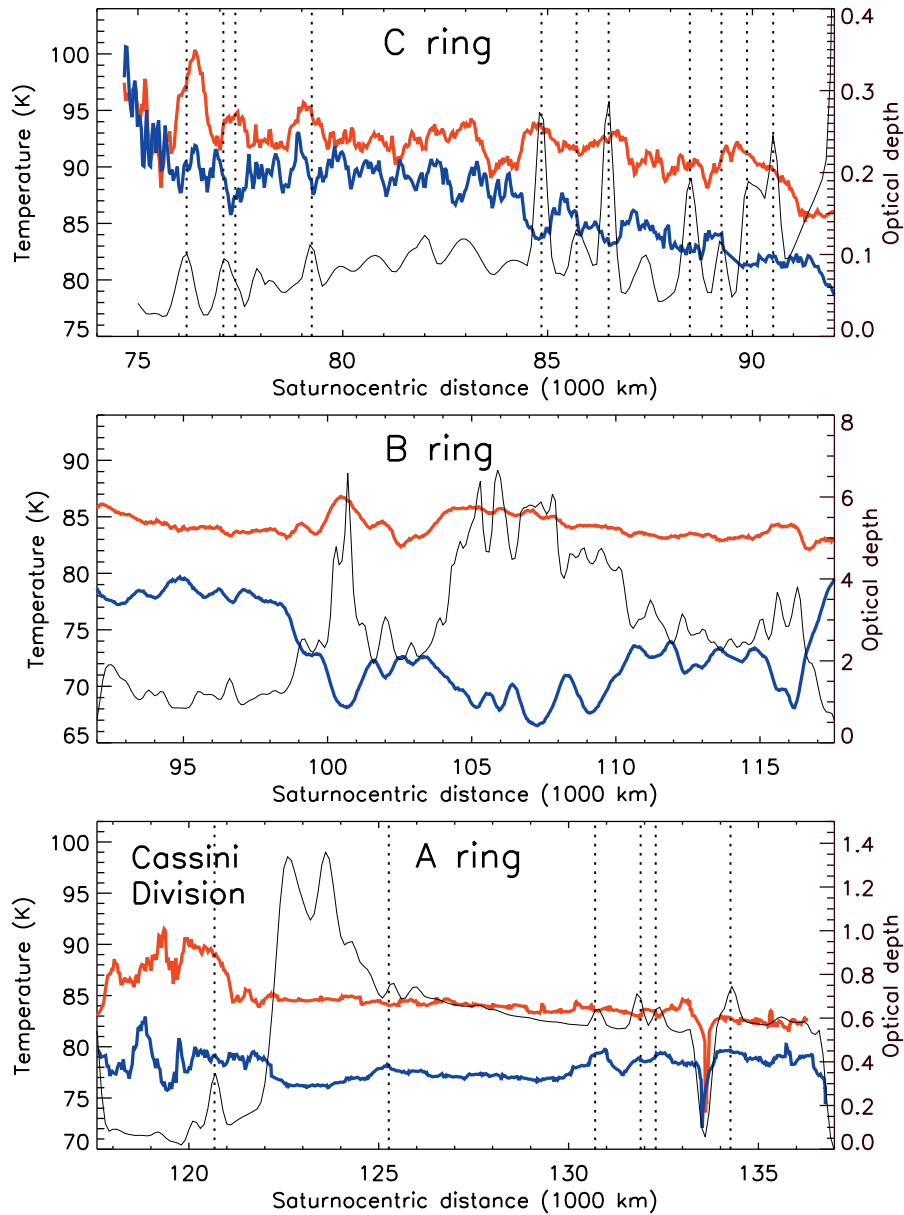 C ring
Temperature (K)
100
95
90
85
80
75
0.4
0.3
0.2
0.1
0.0
Optical depth
75 80 85 90
Saturnocentric distance (1000 km)
B ring
Temperature (K)
90
85
80
75
70
65
8
6
4
2
0
Optical depth
95 100 105 110 115
Saturnocentric distance (1000 km)
Cassini
Division
A ring
Temperature (K)
100
95
90
85
80
75
70
1.4
1.2
1.0
0.8
0.6
0.4
0.2
0.0
Optical depth
120 125 130 135
Saturnocentric distance (1000 km)